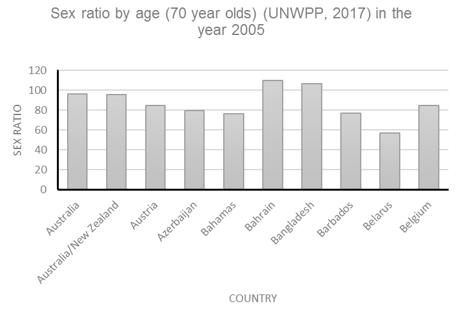 Sex ratio by age (70 year olds) (UNWPP, 2017) in the
year 2005
120
100
80
60
40
20
0
SEX RATIO
Australia
Australia/New Zealand
Austria
Azerbaijan
Bahamas
Bahrain
Bangladesh
Barbados
Belarus
Belgium
COUNTRY